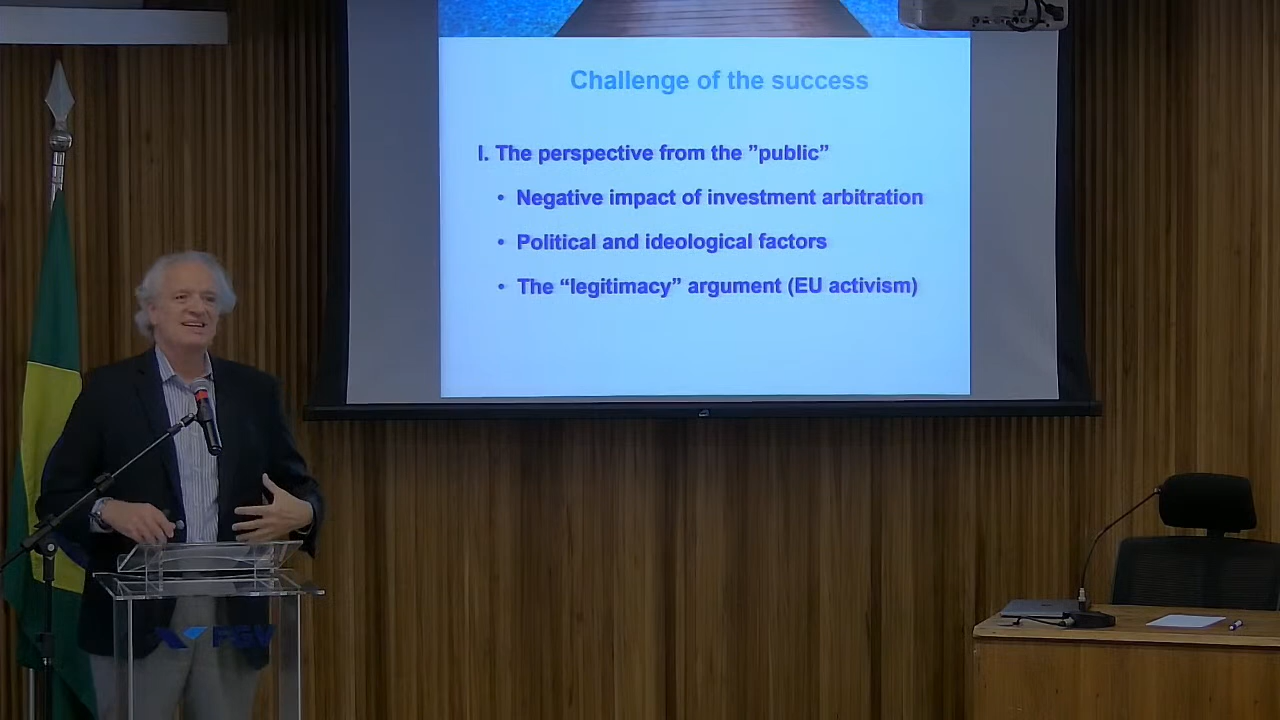 Challenge of the success
I. The perspective from the ”public”
• Negative impact of investment arbitration
• Political and ideological factors
• The “legitimacy” argument (EU activism)
FGV